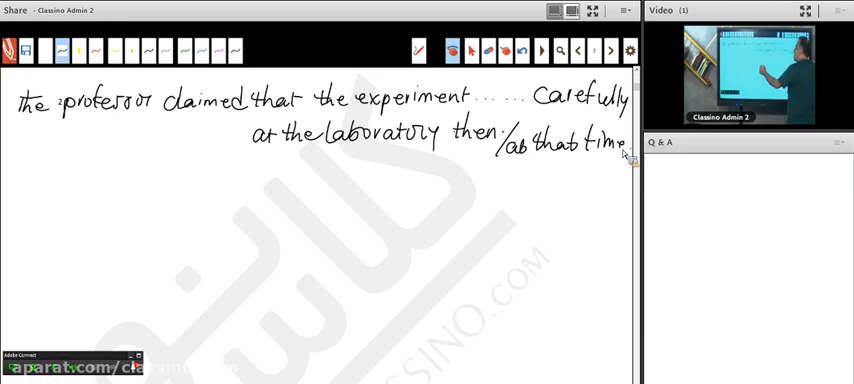 Share - Classino Admin 2
Video (1)
The professor claimed that the experiment ...... carefully
at the laboratory then. / at that time.
Classino Admin 2
Q & A
کلاسینو
CLASSINO.COM
Adobe Connect
aparat.com/classino